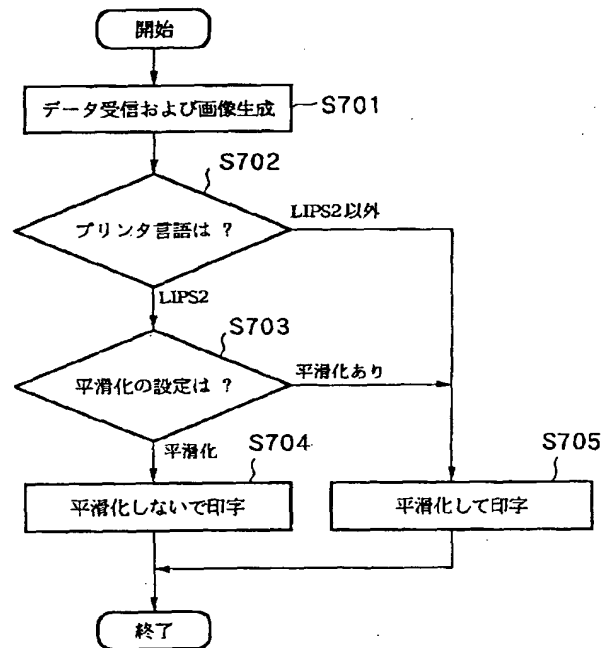 開始
データ受信および画像生成
S701
S702
プリンタ言語は ?
LIPS2以外
LIPS2
S703
平滑化の設定は ?
平滑化あり
平滑化
S704
S705
平滑化しないで印字
平滑化して印字
終了